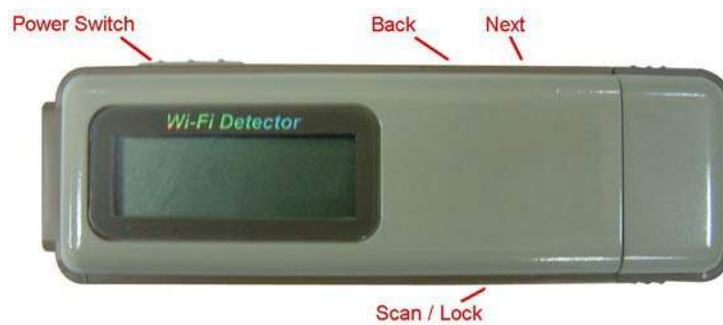 Power Switch
Back
Next
Wi-Fi Detector
Scan / Lock